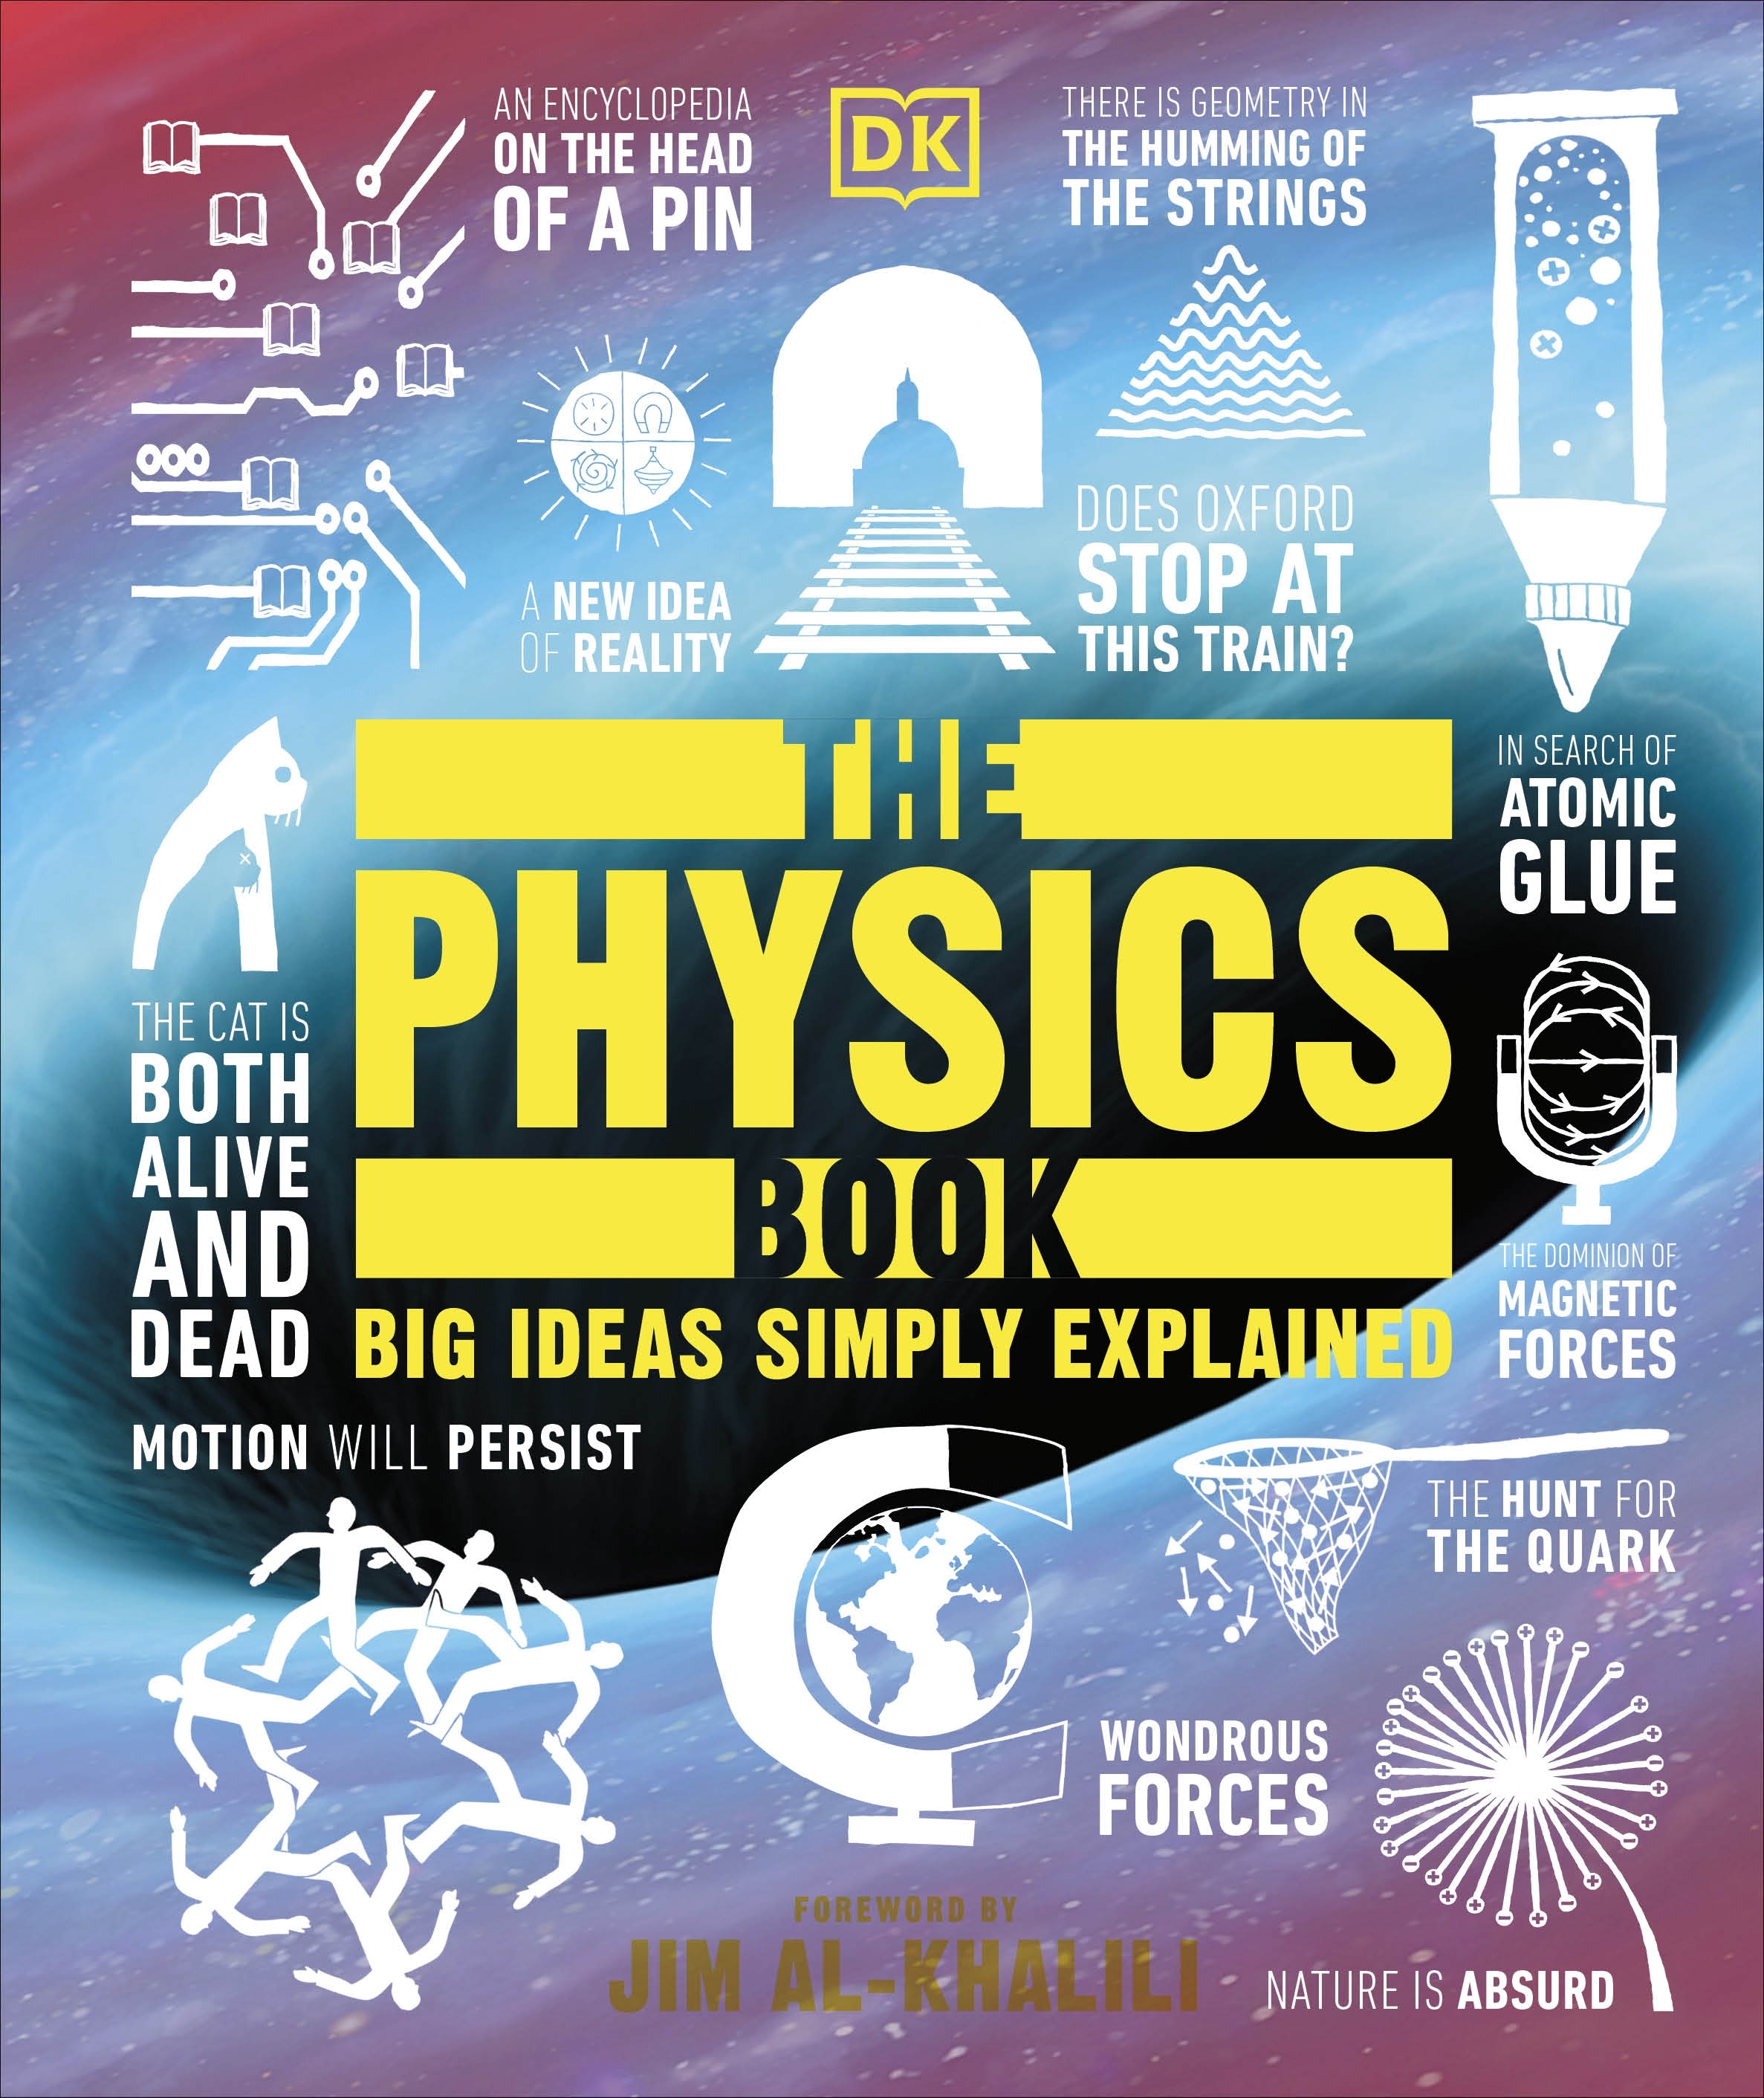 AN ENCYCLOPEDIA
ON THE HEAD
OF A PIN
DK
THERE IS GEOMETRY IN
THE HUMMING OF
THE STRINGS
A NEW IDEA
OF REALITY
DOES OXFORD
STOP AT
THIS TRAIN?
THE
PHYSICS
BOOK
BIG IDEAS SIMPLY EXPLAINED
IN SEARCH OF
ATOMIC
GLUE
THE CAT IS
BOTH
ALIVE
AND
DEAD
THE DOMINION OF
MAGNETIC
FORCES
MOTION WILL PERSIST
THE HUNT FOR
THE QUARK
WONDROUS
FORCES
FOREWORD BY
JIM AL-KHALILI
NATURE IS ABSURD